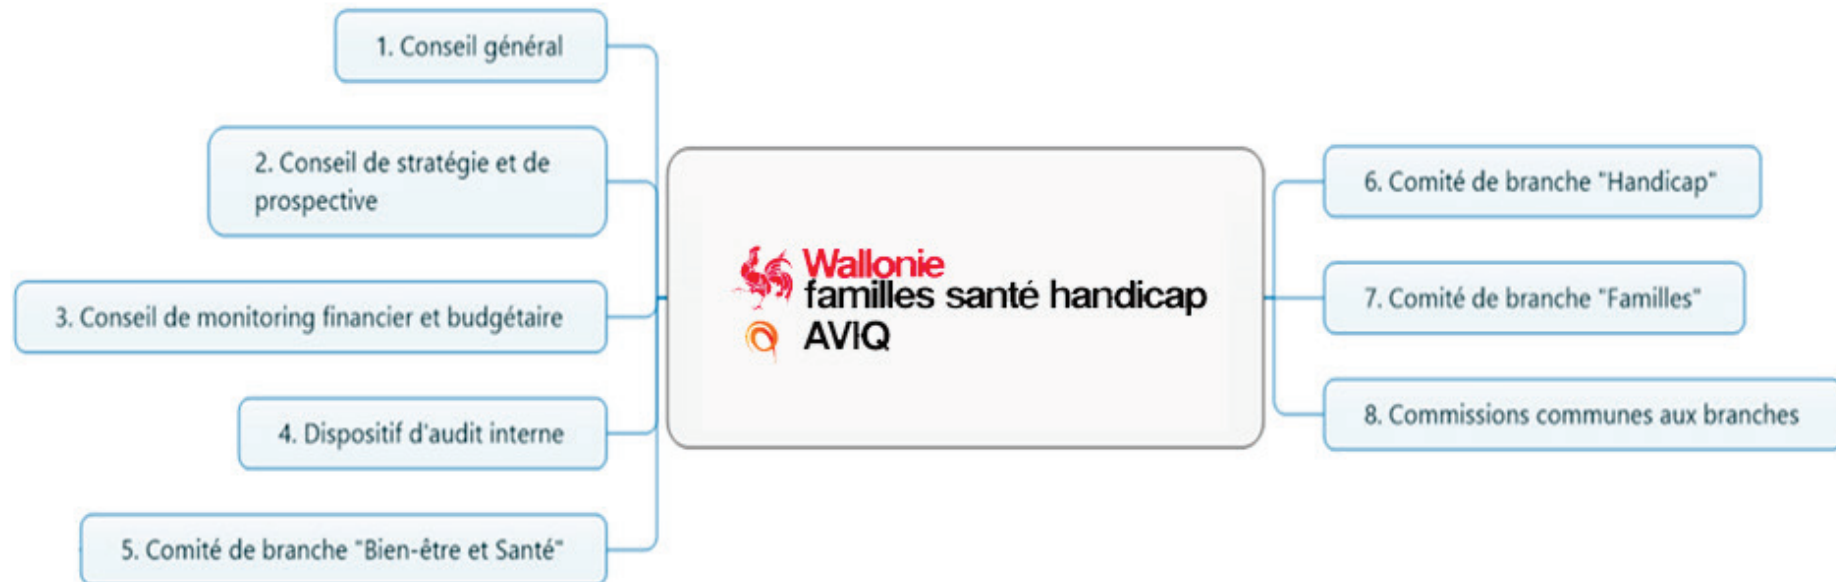 1. Conseil général
2. Conseil de stratégie et de
prospective
3. Conseil de monitoring financier et budgétaire
4. Dispositif d'audit interne
5. Comité de branche "Bien-être et Santé"
Wallonie
familles santé handicap
AVIQ
6. Comité de branche "Handicap"
7. Comité de branche "Familles"
8. Commissions communes aux branches